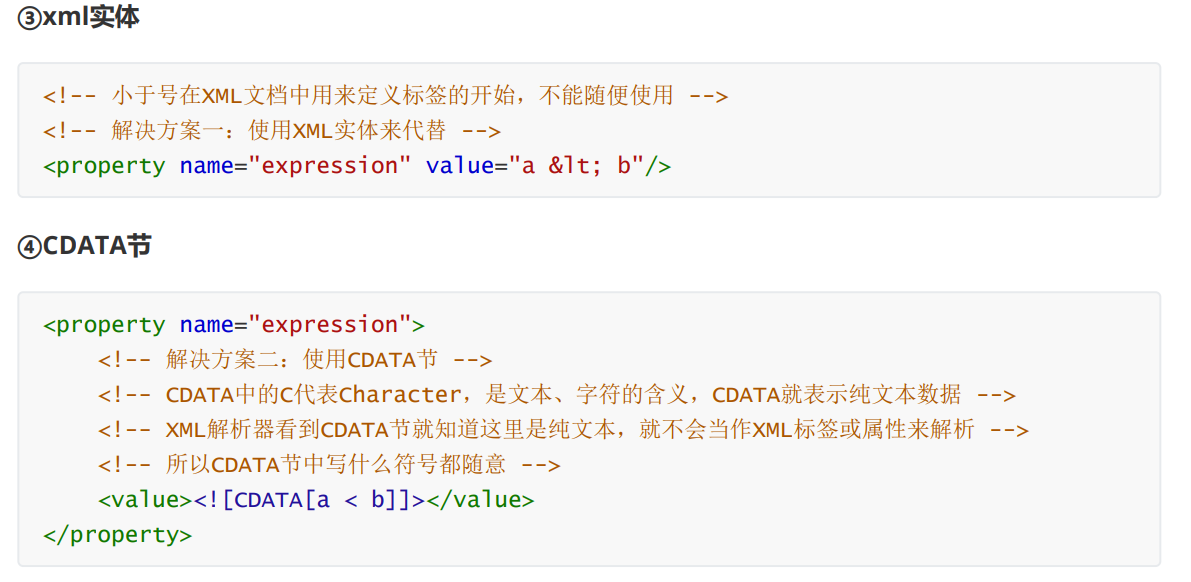 ③xml实体
<!-- 小于号在XML文档中用来定义标签的开始，不能随便使用 -->
<!-- 解决方案一：使用XML实体来代替 -->
<property name="expression" value="a &lt; b"/>
④CDATA节
<property name="expression">
    <!-- 解决方案二：使用CDATA节 -->
    <!-- CDATA中的C代表Character，是文本、字符的含义，CDATA就表示纯文本数据 -->
    <!-- XML解析器看到CDATA节就知道这里是纯文本，就不会当作XML标签或属性来解析 -->
    <!-- 所以CDATA节中写什么符号都随意 -->
    <value><![CDATA[a < b]]></value>
</property>